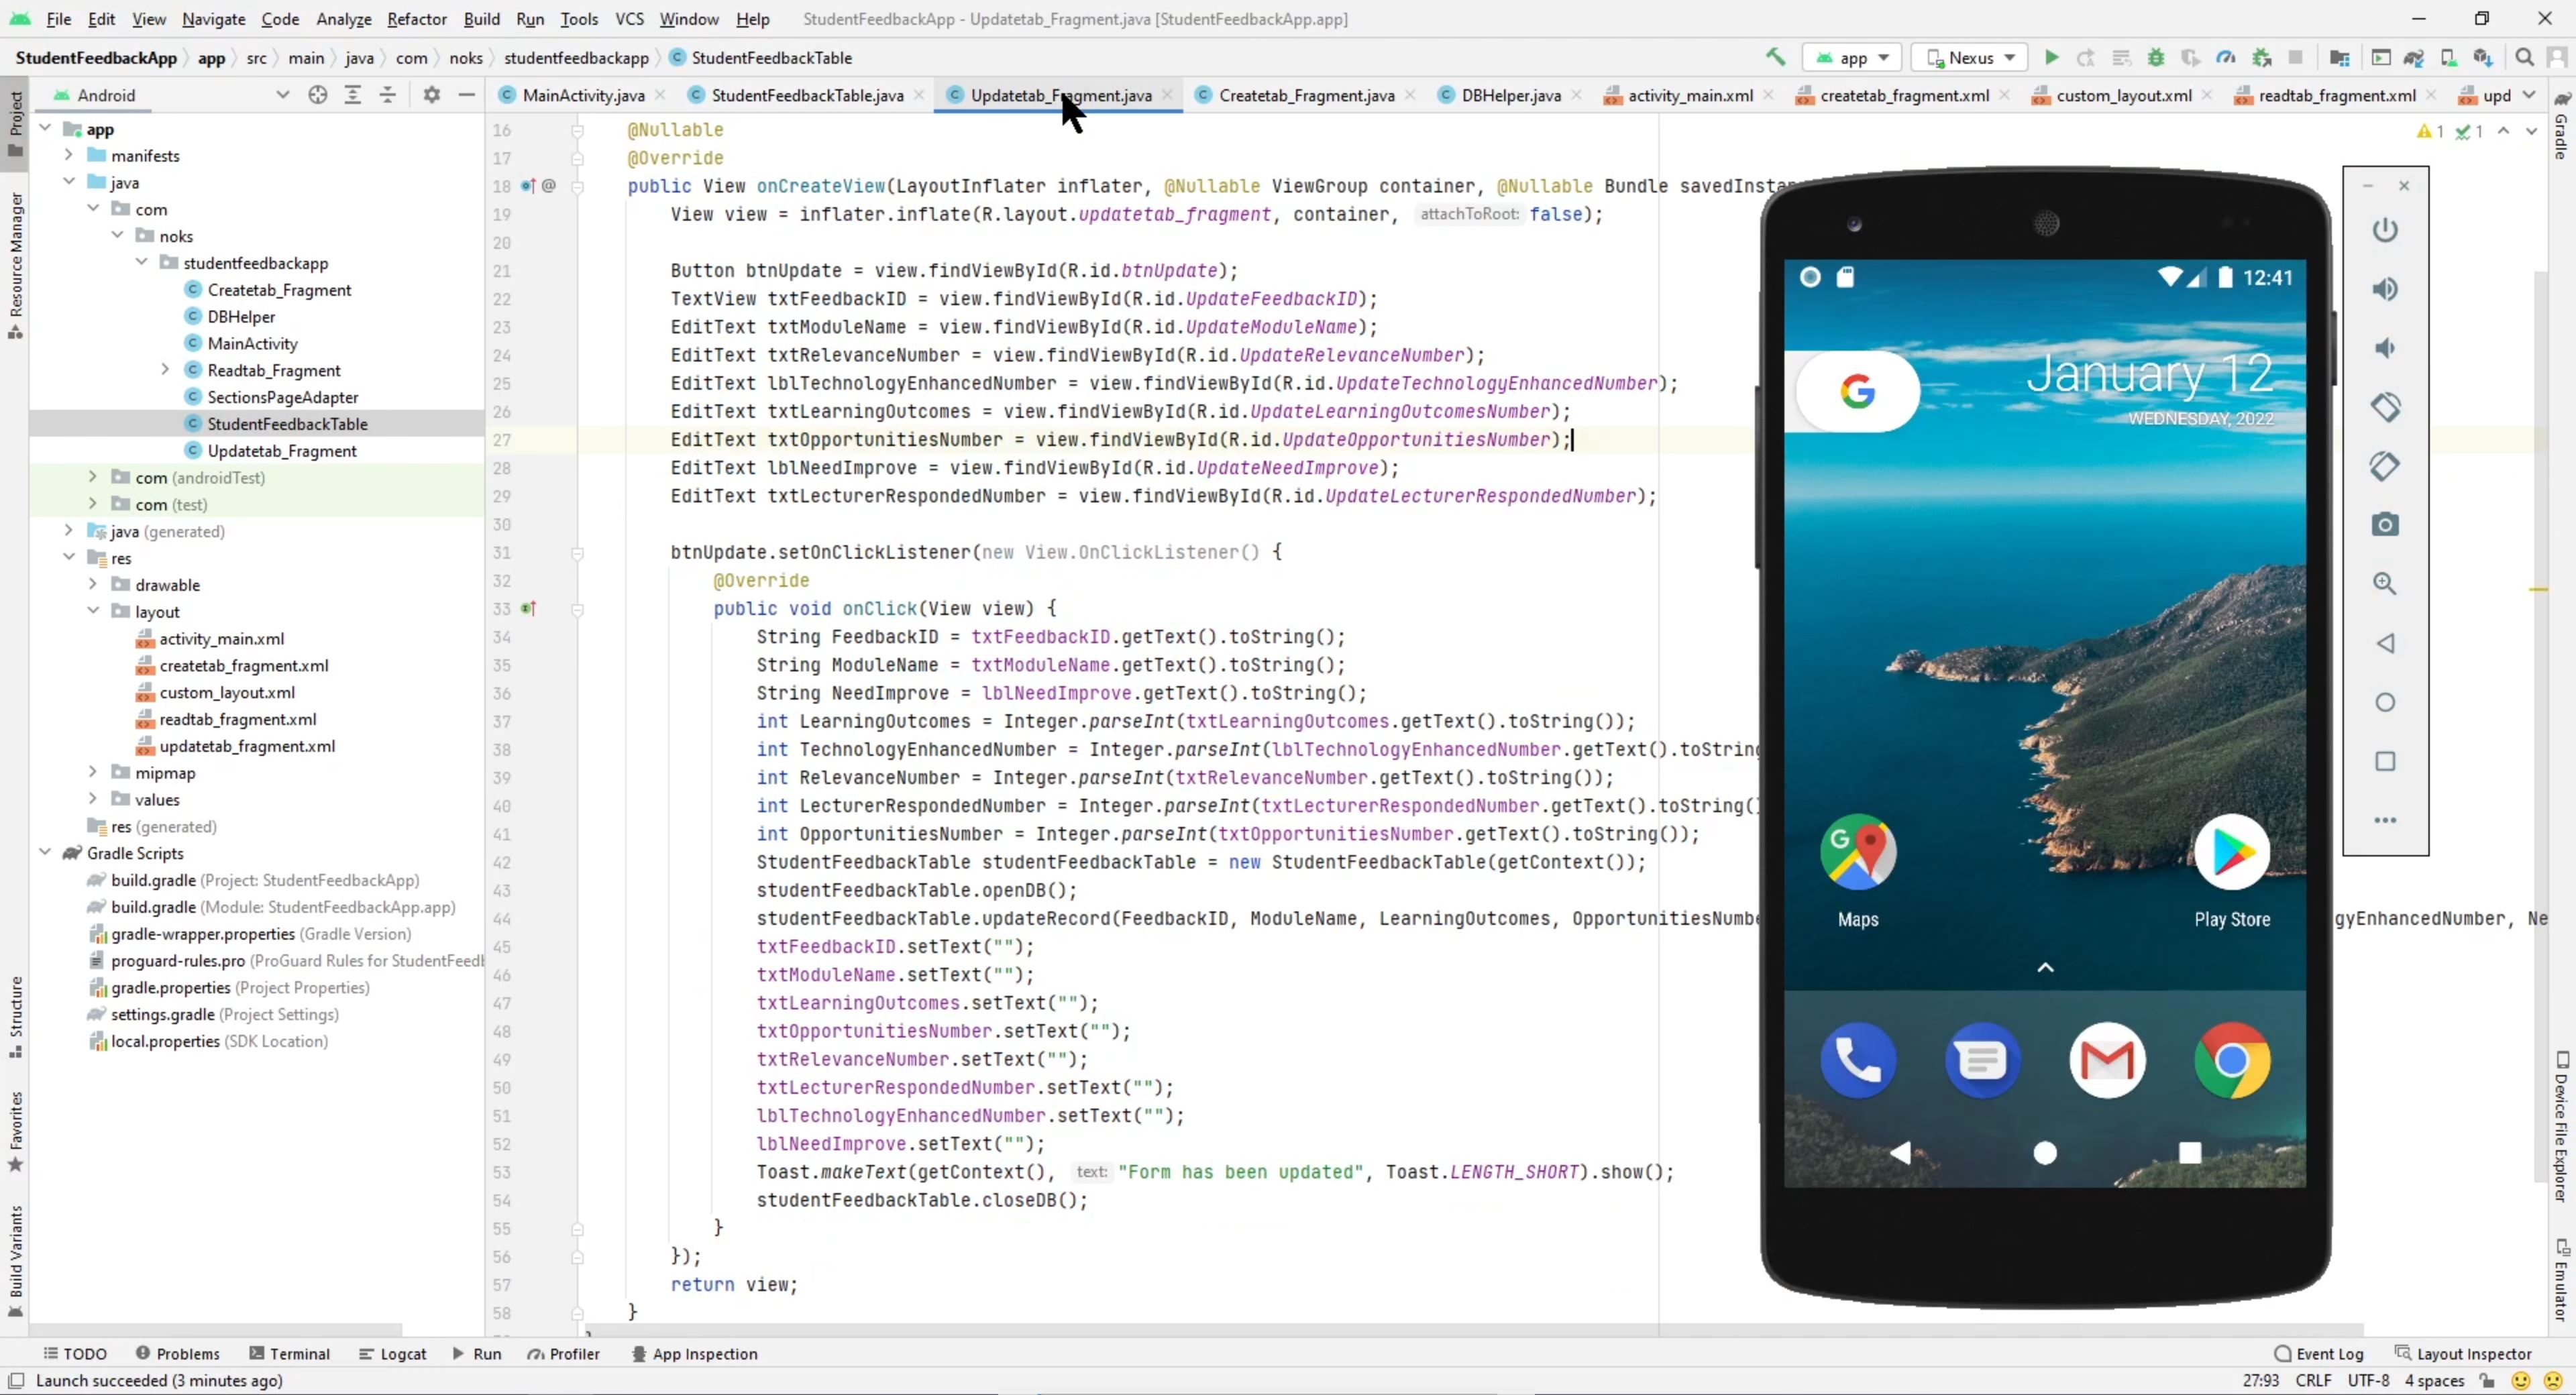 File Edit View Navigate Code Analyze Refactor Build Run Tools VCS Window Help StudentFeedbackApp - Updatetab_Fragment.java [StudentFeedbackApp.app]
StudentFeedbackApp app src main java com noks studentfeedbackapp StudentFeedbackTable app Nexus
Android MainActivity.java StudentFeedbackTable.java Updatetab_Fragment.java Createtab_Fragment.java DBHelper.java activity_main.xml createtab_fragment.xml custom_layout.xml readtab_fragment.xml upd
Project
Resource Manager
Structure
Favorites
Build Variants
app
manifests
java
com
noks
studentfeedbackapp
Createtab_Fragment
DBHelper
MainActivity
Readtab_Fragment
SectionsPageAdapter
StudentFeedbackTable
Updatetab_Fragment
com (androidTest)
com (test)
java (generated)
res
drawable
layout
activity_main.xml
createtab_fragment.xml
custom_layout.xml
readtab_fragment.xml
updatetab_fragment.xml
mipmap
values
res (generated)
Gradle Scripts
build.gradle (Project: StudentFeedbackApp)
build.gradle (Module: StudentFeedbackApp.app)
gradle-wrapper.properties (Gradle Version)
proguard-rules.pro (ProGuard Rules for StudentFeedb
gradle.properties (Project Properties)
settings.gradle (Project Settings)
local.properties (SDK Location)
16 @Nullable
17 @Override
18 public View onCreateView(LayoutInflater inflater, @Nullable ViewGroup container, @Nullable Bundle savedInstan
19 View view = inflater.inflate(R.layout.updatetab_fragment, container, attachToRoot: false);
20
21 Button btnUpdate = view.findViewById(R.id.btnUpdate);
22 TextView txtFeedbackID = view.findViewById(R.id.UpdateFeedbackID);
23 EditText txtModuleName = view.findViewById(R.id.UpdateModuleName);
24 EditText txtRelevanceNumber = view.findViewById(R.id.UpdateRelevanceNumber);
25 EditText lblTechnologyEnhancedNumber = view.findViewById(R.id.UpdateTechnologyEnhancedNumber);
26 EditText txtLearningOutcomes = view.findViewById(R.id.UpdateLearningOutcomesNumber);
27 EditText txtOpportunitiesNumber = view.findViewById(R.id.UpdateOpportunitiesNumber);
28 EditText lblNeedImprove = view.findViewById(R.id.UpdateNeedImprove);
29 EditText txtLecturerRespondedNumber = view.findViewById(R.id.UpdateLecturerRespondedNumber);
30
31 btnUpdate.setOnClickListener(new View.OnClickListener() {
32 @Override
33 public void onClick(View view) {
34 String FeedbackID = txtFeedbackID.getText().toString();
35 String ModuleName = txtModuleName.getText().toString();
36 String NeedImprove = lblNeedImprove.getText().toString();
37 int LearningOutcomes = Integer.parseInt(txtLearningOutcomes.getText().toString());
38 int TechnologyEnhancedNumber = Integer.parseInt(lblTechnologyEnhancedNumber.getText().toString
39 int RelevanceNumber = Integer.parseInt(txtRelevanceNumber.getText().toString());
40 int LecturerRespondedNumber = Integer.parseInt(txtLecturerRespondedNumber.getText().toString()
41 int OpportunitiesNumber = Integer.parseInt(txtOpportunitiesNumber.getText().toString());
42 StudentFeedbackTable studentFeedbackTable = new StudentFeedbackTable(getContext());
43 studentFeedbackTable.openDB();
44 studentFeedbackTable.updateRecord(FeedbackID, ModuleName, LearningOutcomes, OpportunitiesNumbe gyEnhancedNumber, Ne
45 txtFeedbackID.setText("");
46 txtModuleName.setText("");
47 txtLearningOutcomes.setText("");
48 txtOpportunitiesNumber.setText("");
49 txtRelevanceNumber.setText("");
50 txtLecturerRespondedNumber.setText("");
51 lblTechnologyEnhancedNumber.setText("");
52 lblNeedImprove.setText("");
53 Toast.makeText(getContext(), text: "Form has been updated", Toast.LENGTH_SHORT).show();
54 studentFeedbackTable.closeDB();
55 }
56 });
57 return view;
58 }
1 1
12:41
G
January 12
WEDNESDAY, 2022
Maps Play Store
Gradle
Device File Explorer
Emulator
TODO Problems Terminal Logcat Run Profiler App Inspection Event Log Layout Inspector
Launch succeeded (3 minutes ago) 27:93 CRLF UTF-8 4 spaces